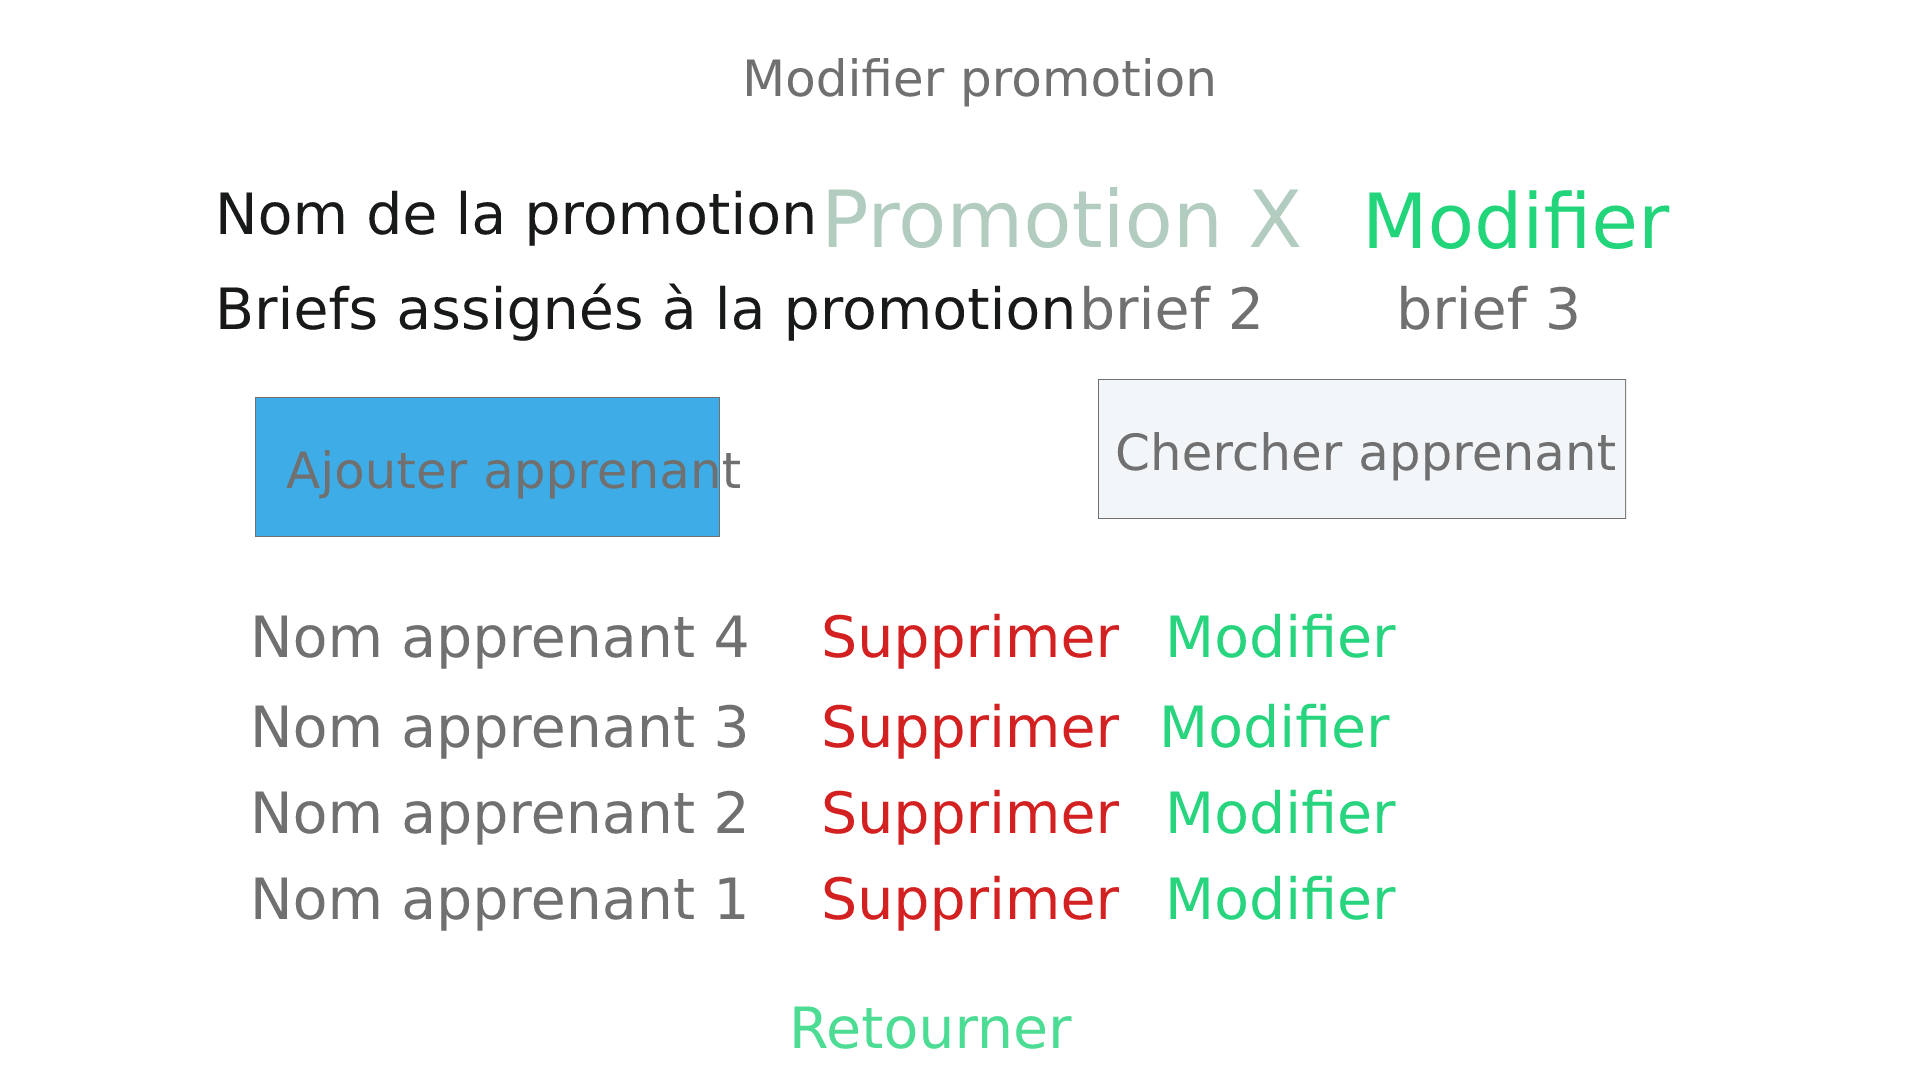 Modifier promotion
Nom de la promotion Promotion X Modifier
Briefs assignés à la promotion brief 2 brief 3
Ajouter apprenant Chercher apprenant
Nom apprenant 4 Supprimer Modifier
Nom apprenant 3 Supprimer Modifier
Nom apprenant 2 Supprimer Modifier
Nom apprenant 1 Supprimer Modifier
Retourner